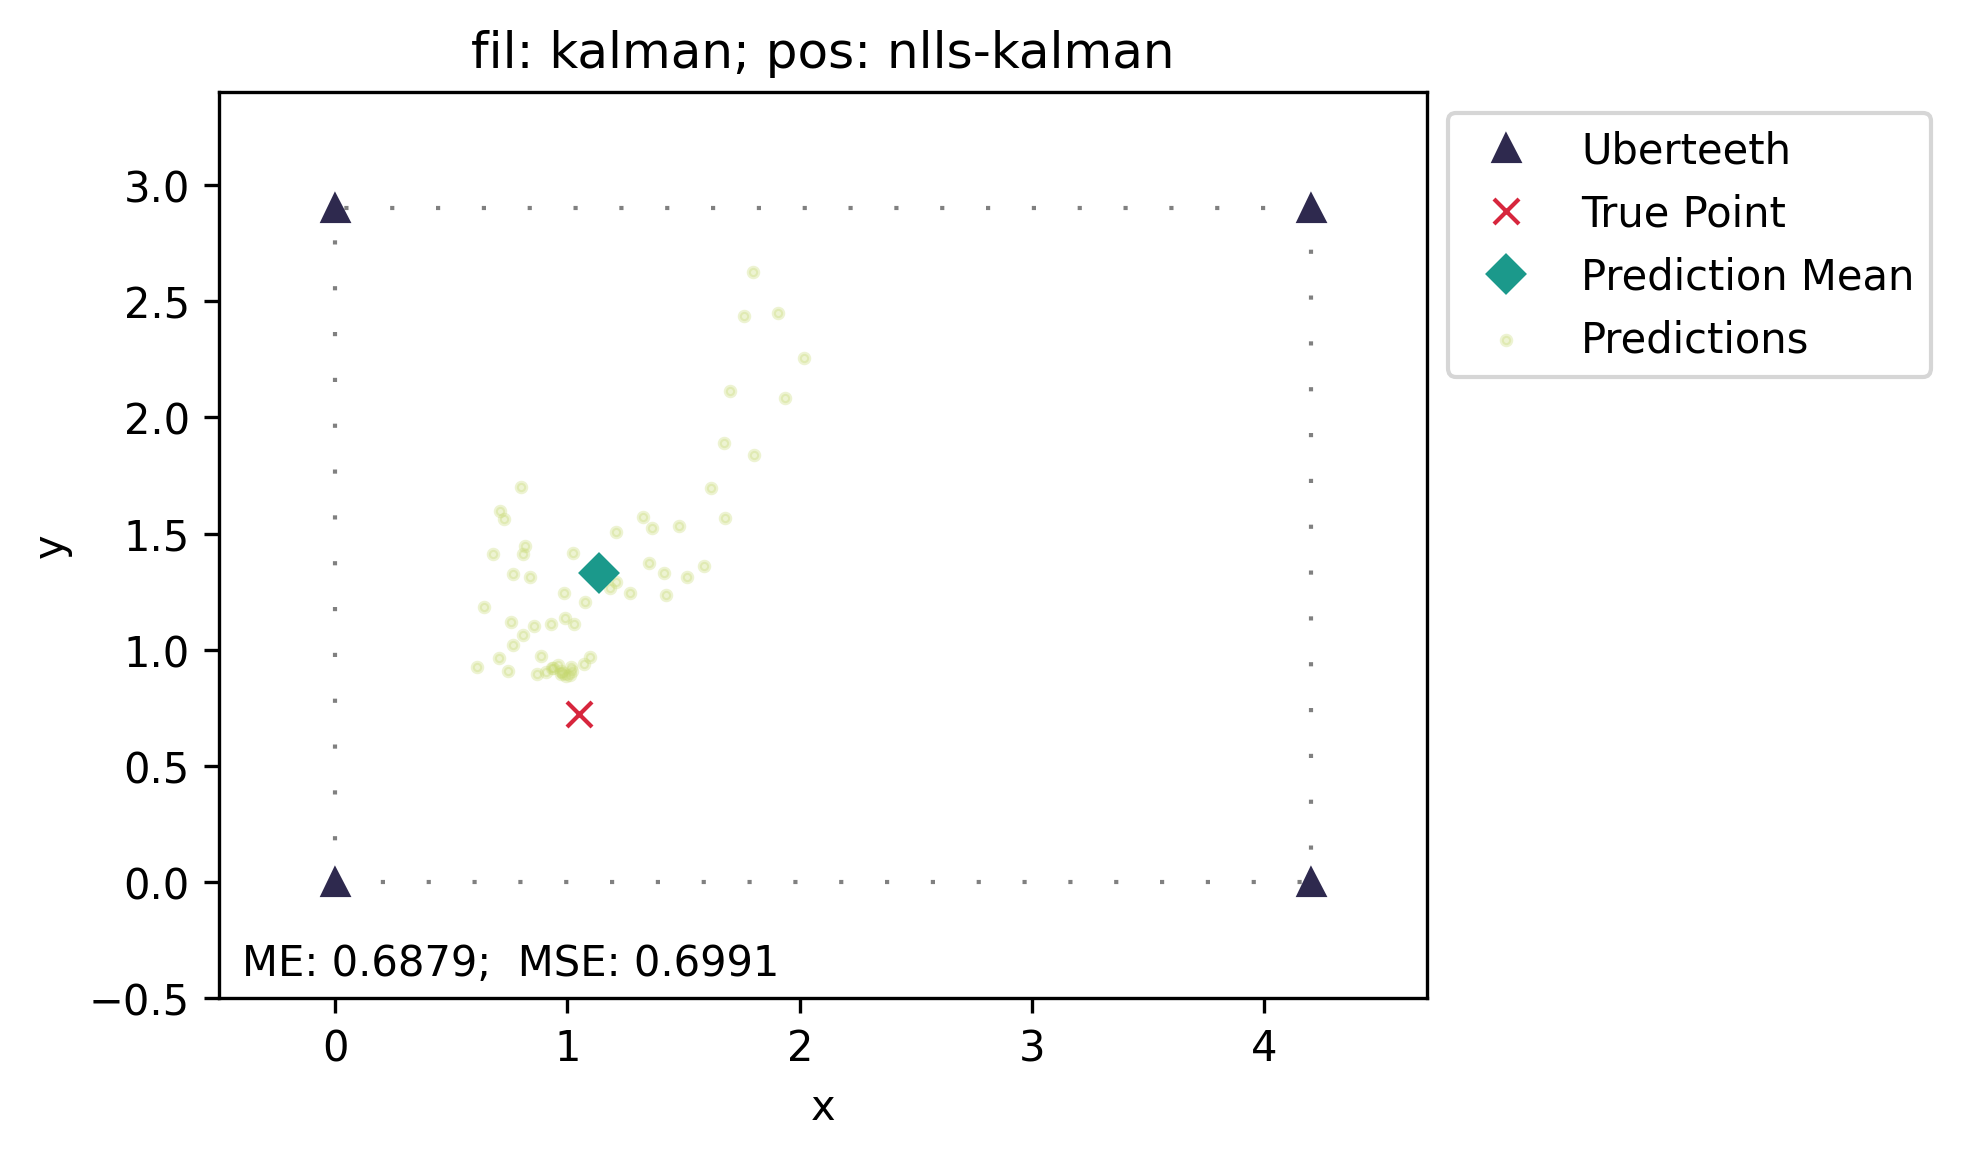 fil: kalman; pos: nlls-kalman
Uberteeth
True Point
Prediction Mean
Predictions
3.0
2.5
2.0
1.5
1.0
0.5
0.0
−0.5
y
ME: 0.6879;  MSE: 0.6991
0 1 2 3 4
x